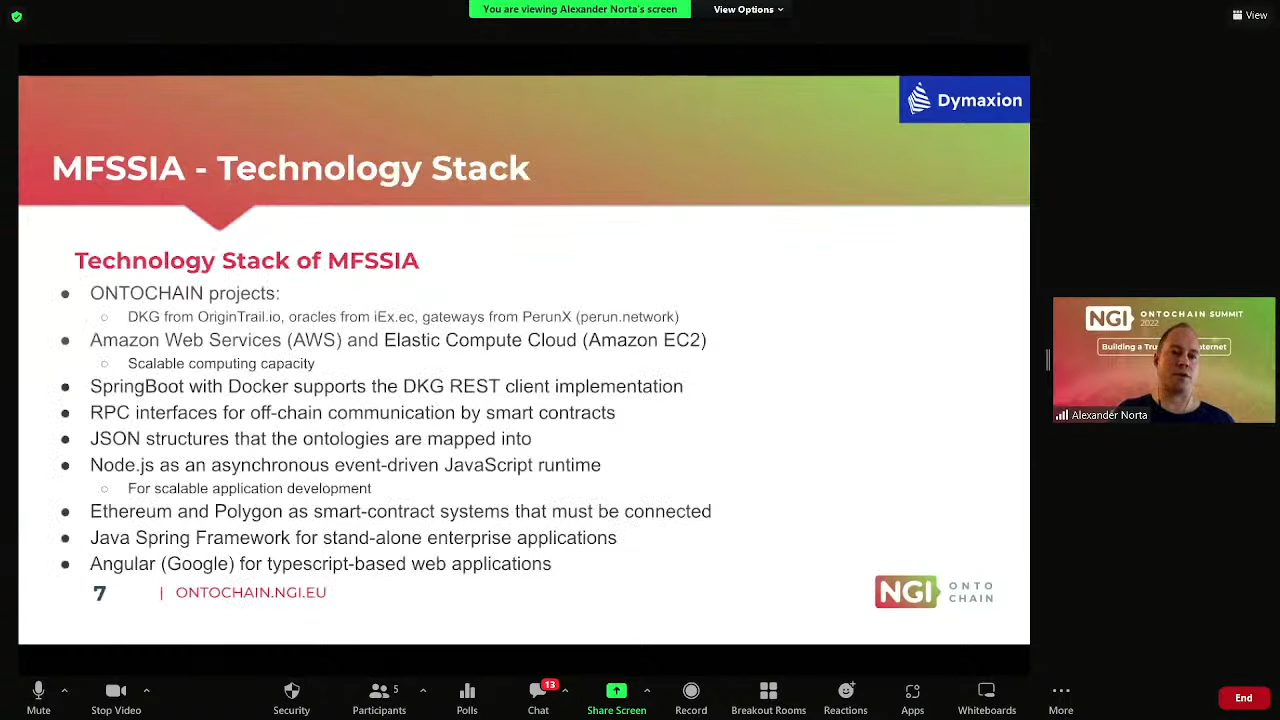 You are viewing Alexander Norta's screen
View Options
View
Dymaxion
MFSSIA - Technology Stack
Technology Stack of MFSSIA
● ONTOCHAIN projects:
○ DKG from OriginTrail.io, oracles from iEx.ec, gateways from PerunX (perun.network)
● Amazon Web Services (AWS) and Elastic Compute Cloud (Amazon EC2)
○ Scalable computing capacity
● SpringBoot with Docker supports the DKG REST client implementation
● RPC interfaces for off-chain communication by smart contracts
● JSON structures that the ontologies are mapped into
● Node.js as an asynchronous event-driven JavaScript runtime
○ For scalable application development
● Ethereum and Polygon as smart-contract systems that must be connected
● Java Spring Framework for stand-alone enterprise applications
● Angular (Google) for typescript-based web applications
7 | ONTOCHAIN.NGI.EU
NGI ONTO
CHAIN
NGI ONTOCHAIN SUMMIT
2022
Building a Tru ternet
Alexander Norta
Mute
Stop Video
Security
Participants 5
Polls
Chat 13
Share Screen
Record
Breakout Rooms
Reactions
Apps
Whiteboards
More
End